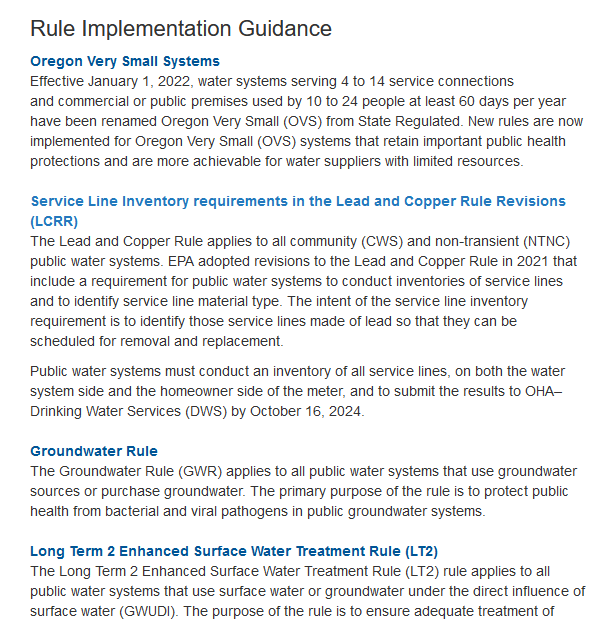 Rule Implementation Guidance
Oregon Very Small Systems
Effective January 1, 2022, water systems serving 4 to 14 service connections
and commercial or public premises used by 10 to 24 people at least 60 days per year
have been renamed Oregon Very Small (OVS) from State Regulated. New rules are now
implemented for Oregon Very Small (OVS) systems that retain important public health
protections and are more achievable for water suppliers with limited resources.
Service Line Inventory requirements in the Lead and Copper Rule Revisions
(LCRR)
The Lead and Copper Rule applies to all community (CWS) and non-transient (NTNC)
public water systems. EPA adopted revisions to the Lead and Copper Rule in 2021 that
include a requirement for public water systems to conduct inventories of service lines
and to identify service line material type. The intent of the service line inventory
requirement is to identify those service lines made of lead so that they can be
scheduled for removal and replacement.
Public water systems must conduct an inventory of all service lines, on both the water
system side and the homeowner side of the meter, and to submit the results to OHA–
Drinking Water Services (DWS) by October 16, 2024.
Groundwater Rule
The Groundwater Rule (GWR) applies to all public water systems that use groundwater
sources or purchase groundwater. The primary purpose of the rule is to protect public
health from bacterial and viral pathogens in public groundwater systems.
Long Term 2 Enhanced Surface Water Treatment Rule (LT2)
The Long Term 2 Enhanced Surface Water Treatment Rule (LT2) rule applies to all
public water systems that use surface water or groundwater under the direct influence of
surface water (GWUDI). The purpose of the rule is to ensure adequate treatment of